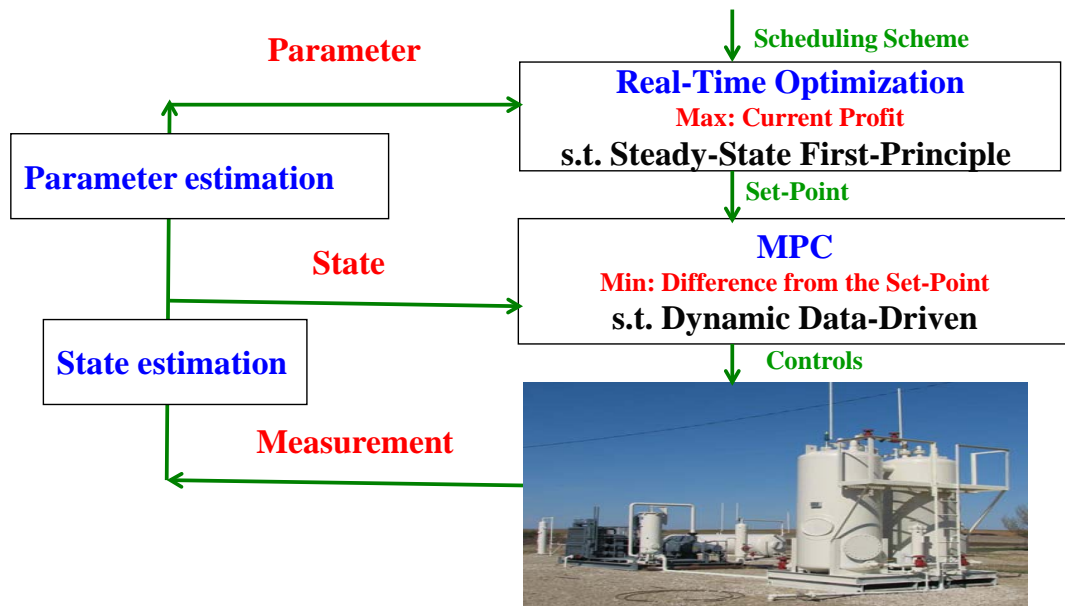 Scheduling Scheme
Parameter
Real-Time Optimization
Max: Current Profit
s.t. Steady-State First-Principle
Parameter estimation
Set-Point
MPC
State
Min: Difference from the Set-Point
s.t. Dynamic Data-Driven
State estimation
Controls
Measurement